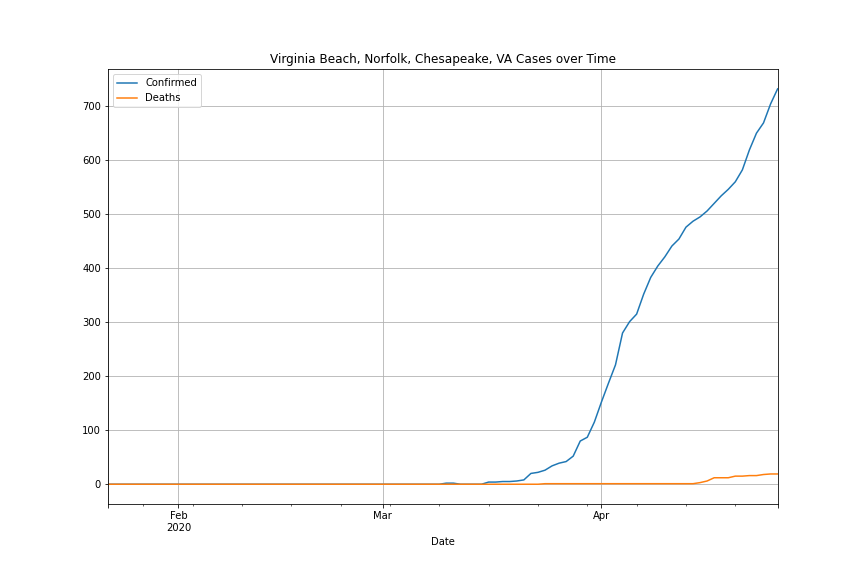 Virginia Beach, Norfolk, Chesapeake, VA Cases over Time
Confirmed
Deaths
700
600
500
400
300
200
100
0
Feb
2020
Mar
Apr
Date